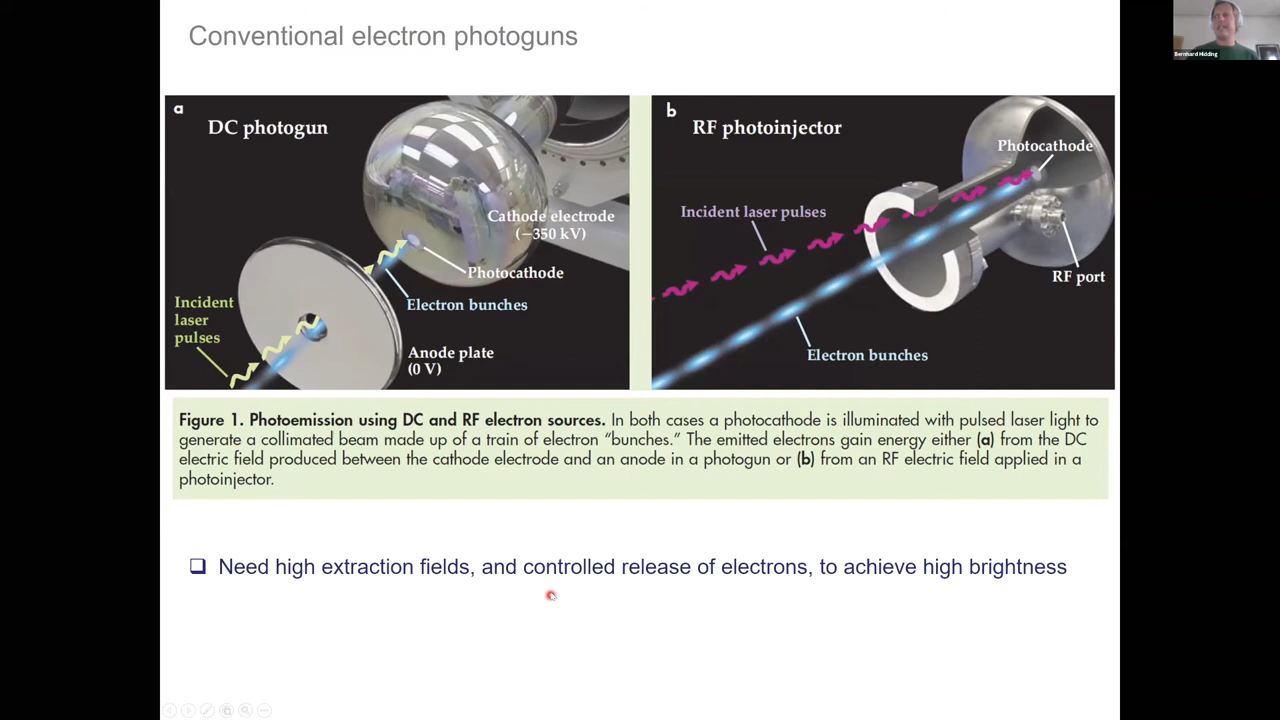 Conventional electron photoguns
Bernhard Hidding
a
DC photogun
Cathode electrode
(−350 kV)
Photocathode
Electron bunches
Incident
laser
pulses
Anode plate
(0 V)
b
RF photoinjector
Photocathode
Incident laser pulses
RF port
Electron bunches
Figure 1. Photoemission using DC and RF electron sources. In both cases a photocathode is illuminated with pulsed laser light to
generate a collimated beam made up of a train of electron “bunches.” The emitted electrons gain energy either (a) from the DC
electric field produced between the cathode electrode and an anode in a photogun or (b) from an RF electric field applied in a
photoinjector.
❑ Need high extraction fields, and controlled release of electrons, to achieve high brightness